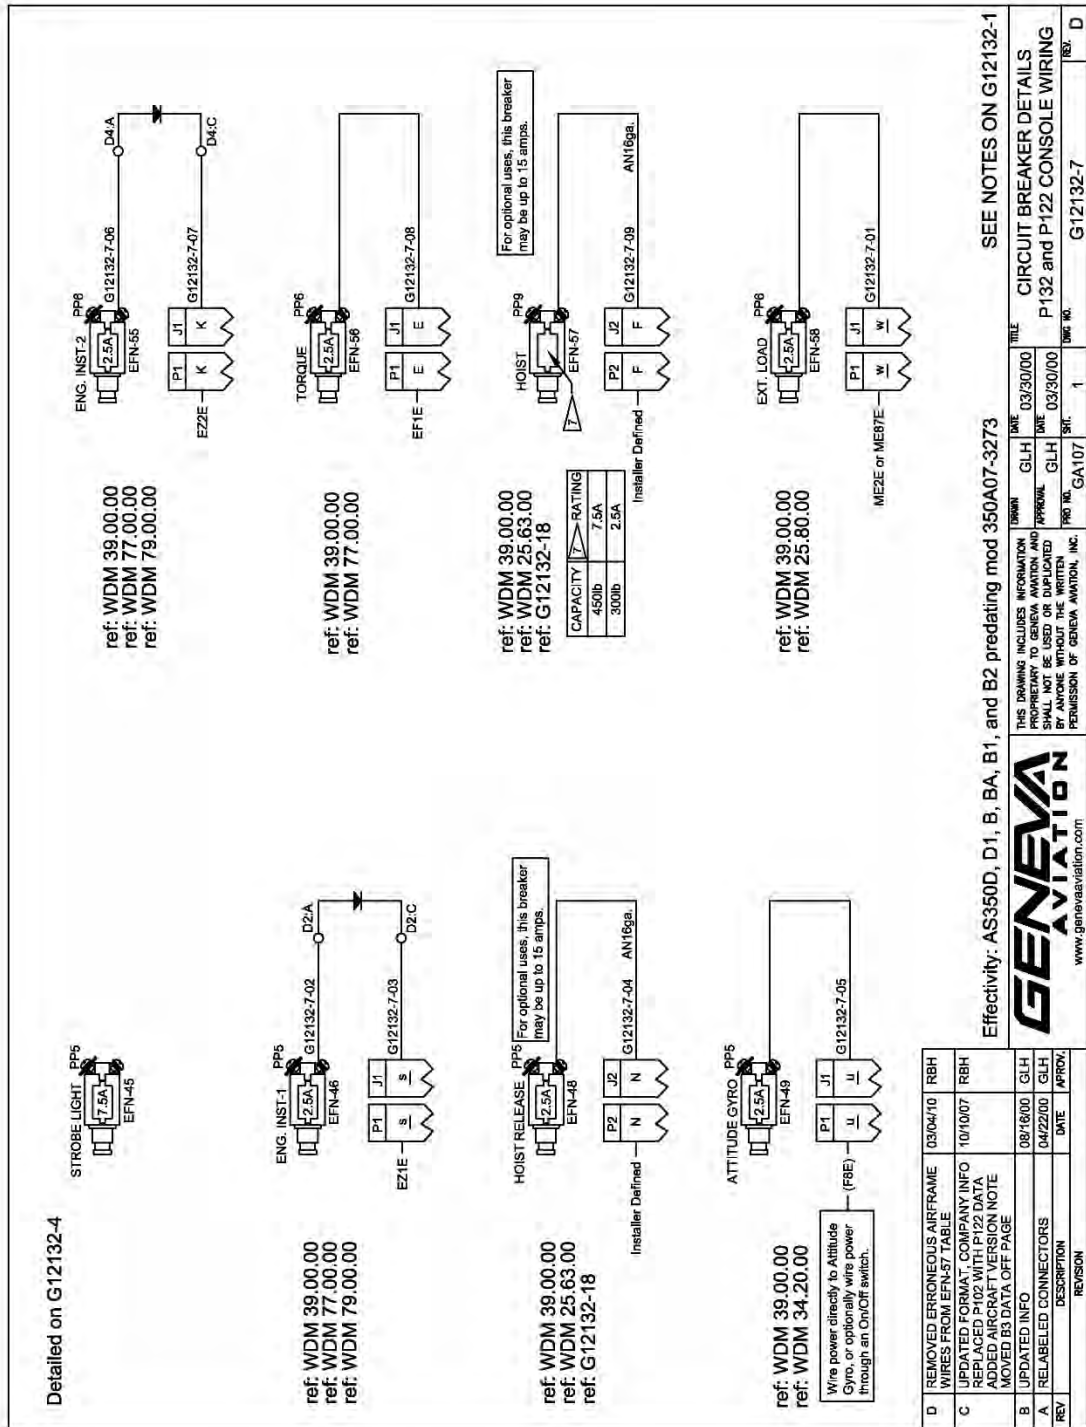 Detailed on G12132-4
STROBE LIGHT
PP5
7.5A
EFN-45
ref: WDM 39.00.00
ref: WDM 77.00.00
ref: WDM 79.00.00
ENG. INST-1
PP5
2.5A
EFN-46
G12132-7-02
D2:A
G12132-7-03
D2:C
P1
J1
s
s
EZ1E
ref: WDM 39.00.00
ref: WDM 25.63.00
ref: G12132-18
HOIST RELEASE
PP5
2.5A
EFN-48
For optional uses, this breaker
may be up to 15 amps.
G12132-7-04
AN16ga.
P2
J2
N
N
Installer Defined
ref: WDM 39.00.00
ref: WDM 34.20.00
ATTITUDE GYRO
PP5
2.5A
EFN-49
G12132-7-05
P1
J1
u
u
(F8E)
Wire power directly to Attitude
Gyro, or optionally wire power
through an On/Off switch.
ref: WDM 39.00.00
ref: WDM 77.00.00
ref: WDM 79.00.00
ENG. INST-2
PP6
2.5A
EFN-55
G12132-7-06
D4:A
G12132-7-07
D4:C
P1
J1
K
K
EZ2E
ref: WDM 39.00.00
ref: WDM 77.00.00
TORQUE
PP6
2.5A
EFN-56
G12132-7-08
P1
J1
E
E
EF1E
ref: WDM 39.00.00
ref: WDM 25.63.00
ref: G12132-18
CAPACITY 7 RATING
450lb 7.5A
300lb 2.5A
HOIST
PP9
EFN-57
7
For optional uses, this breaker
may be up to 15 amps.
G12132-7-09
AN16ga.
P2
J2
F
F
Installer Defined
ref: WDM 39.00.00
ref: WDM 25.80.00
EXT. LOAD
PP6
2.5A
EFN-58
G12132-7-01
P1
J1
w
w
ME2E or ME87E
Effectivity: AS350D, D1, B, BA, B1, and B2 predating mod 350A07-3273
SEE NOTES ON G12132-1
D REMOVED ERRONEOUS AIRFRAME 03/04/10 RBH
WIRES FROM EFN-57 TABLE
C UPDATED FORMAT, COMPANY INFO 10/10/07 RBH
REPLACED P102 WITH P122 DATA
ADDED AIRCRAFT VERSION NOTE
MOVED B3 DATA OFF PAGE
B UPDATED INFO 08/16/00 GLH
A RELABELED CONNECTORS 04/22/00 GLH
REV DESCRIPTION DATE APROV.
REVISION
GENEVA
AVIATION
www.genevaaviation.com
THIS DRAWING INCLUDES INFORMATION
PROPRIETARY TO GENEVA AVIATION AND
SHALL NOT BE USED OR DUPLICATED
BY ANYONE WITHOUT THE WRITTEN
PERMISSION OF GENEVA AVIATION, INC.
DRAWN GLH
DATE 03/30/00
APPROVAL GLH
DATE 03/30/00
PRO NO. GA107
SHT. 1
TITLE
CIRCUIT BREAKER DETAILS
P132 and P122 CONSOLE WIRING
DWG NO. G12132-7
REV. D